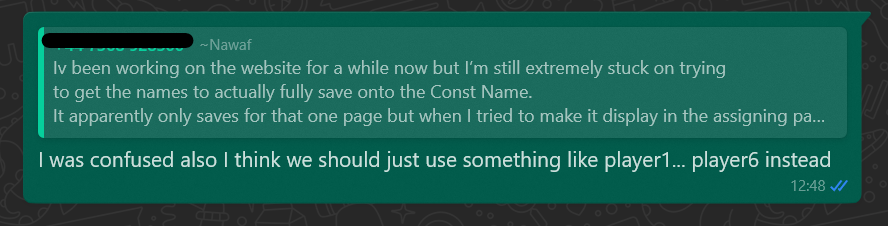 ~Nawaf
Iv been working on the website for a while now but I'm still extremely stuck on trying
to get the names to actually fully save onto the Const Name.
It apparently only saves for that one page but when I tried to make it display in the assigning pa...
I was confused also I think we should just use something like player1... player6 instead
12:48